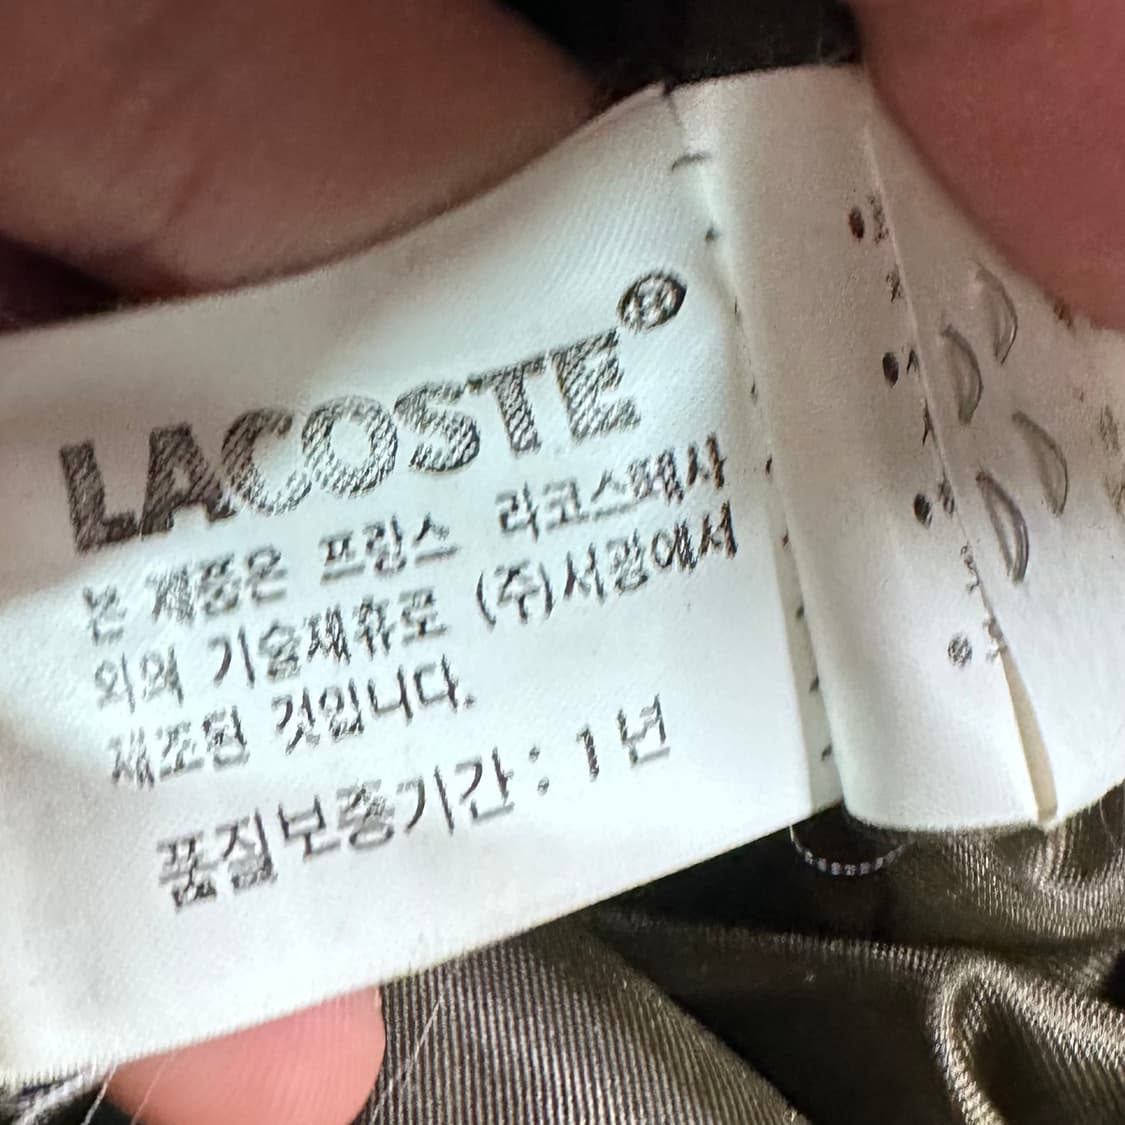 LACOSTE®
본 제품은 프랑스 라코스떼사
와의 기술제휴로 (주)서광에서
제조된 것입니다.
품질보증기간 : 1년